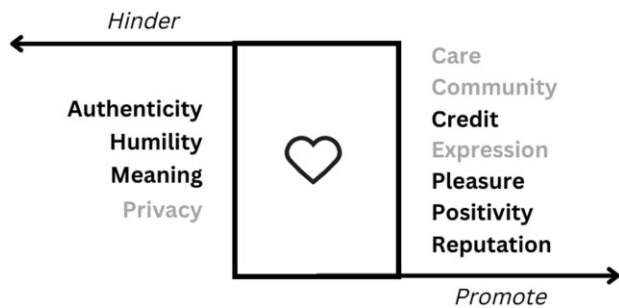 Hinder
Authenticity
Humility
Meaning
Privacy
Care
Community
Credit
Expression
Pleasure
Positivity
Reputation
Promote